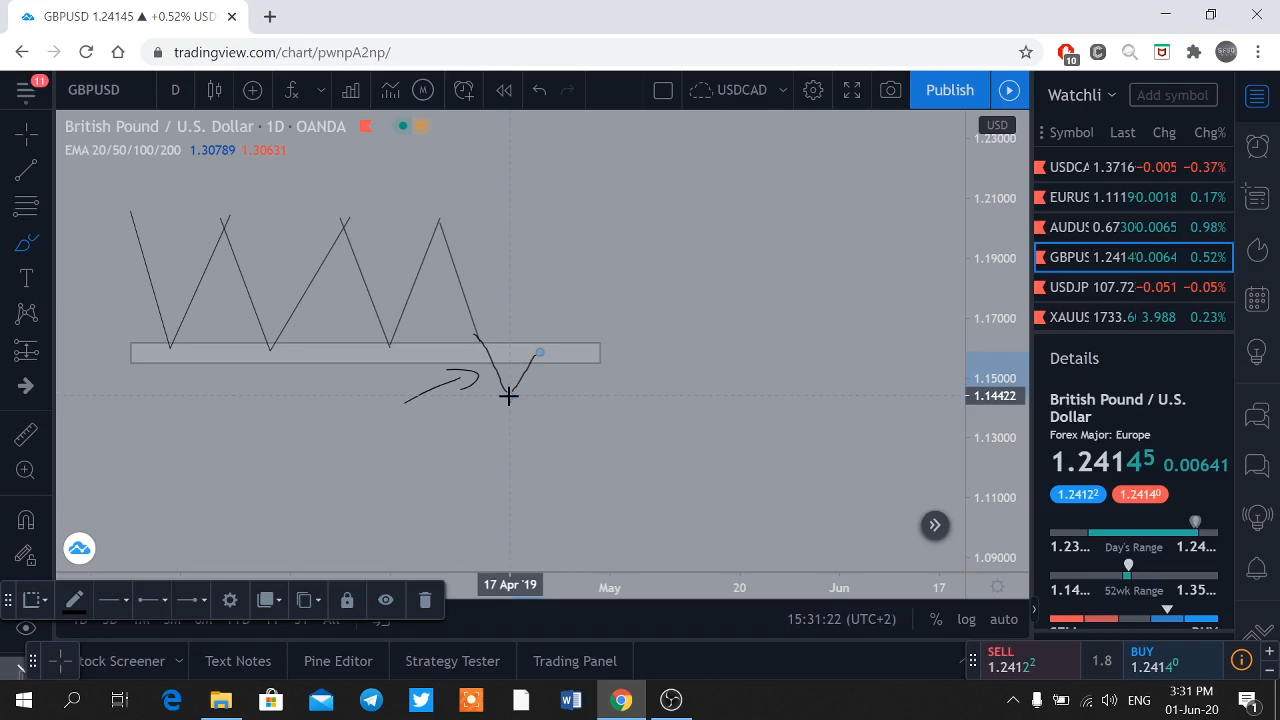 GBPUSD 1.24145 ▲ +0.52% USD
tradingview.com/chart/pwnpA2np/
10
11
GBPUSD D M USDCAD Publish
British Pound / U.S. Dollar · 1D · OANDA
EMA 20/50/100/200 1.30789 1.30631
USD
1.23000
1.21000
1.19000
1.17000
1.15000
1.14422
1.13000
1.11000
1.09000
17 Apr '19 May 20 Jun 17
15:31:22 (UTC+2) % log auto
Stock Screener Text Notes Pine Editor Strategy Tester Trading Panel
Watchli Add symbol
Symbol Last Chg Chg%
USDCA 1.3716 −0.005 −0.37%
EURUS 1.1119 0.0018 0.17%
AUDUS 0.6730 0.0065 0.98%
GBPUS 1.2414 0.0064 0.52%
USDJP 107.72 −0.051 −0.05%
XAUUS 1733.6 3.988 0.23%
Details
British Pound / U.S.
Dollar
Forex Major: Europe
1.24145 0.00641
1.24122 1.24140
1.23... Day's Range 1.24...
1.14... 52wk Range 1.35...
SELL BUY
SELL
1.24122
1.8
BUY
1.24140
ENG
3:31 PM
01-Jun-20
1